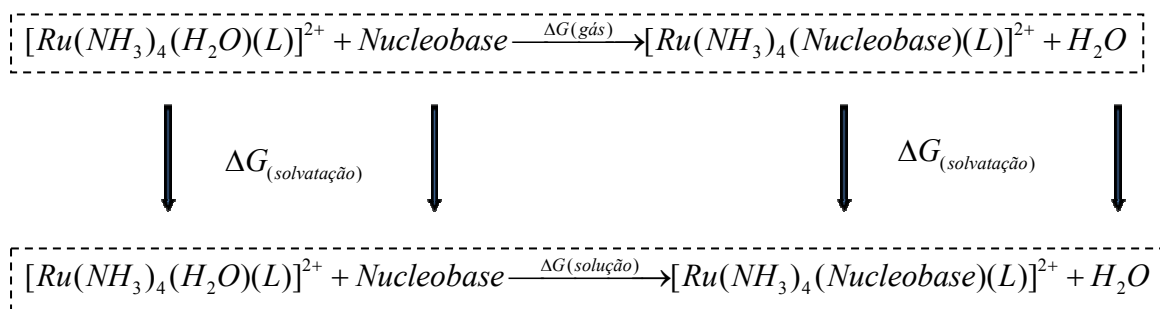 [Ru(NH₃)₄(H₂O)(L)]²⁺ + Nucleobase —ΔG(gás)→ [Ru(NH₃)₄(Nucleobase)(L)]²⁺ + H₂O
ΔG(solvatação) ΔG(solvatação)
[Ru(NH₃)₄(H₂O)(L)]²⁺ + Nucleobase —ΔG(solução)→ [Ru(NH₃)₄(Nucleobase)(L)]²⁺ + H₂O